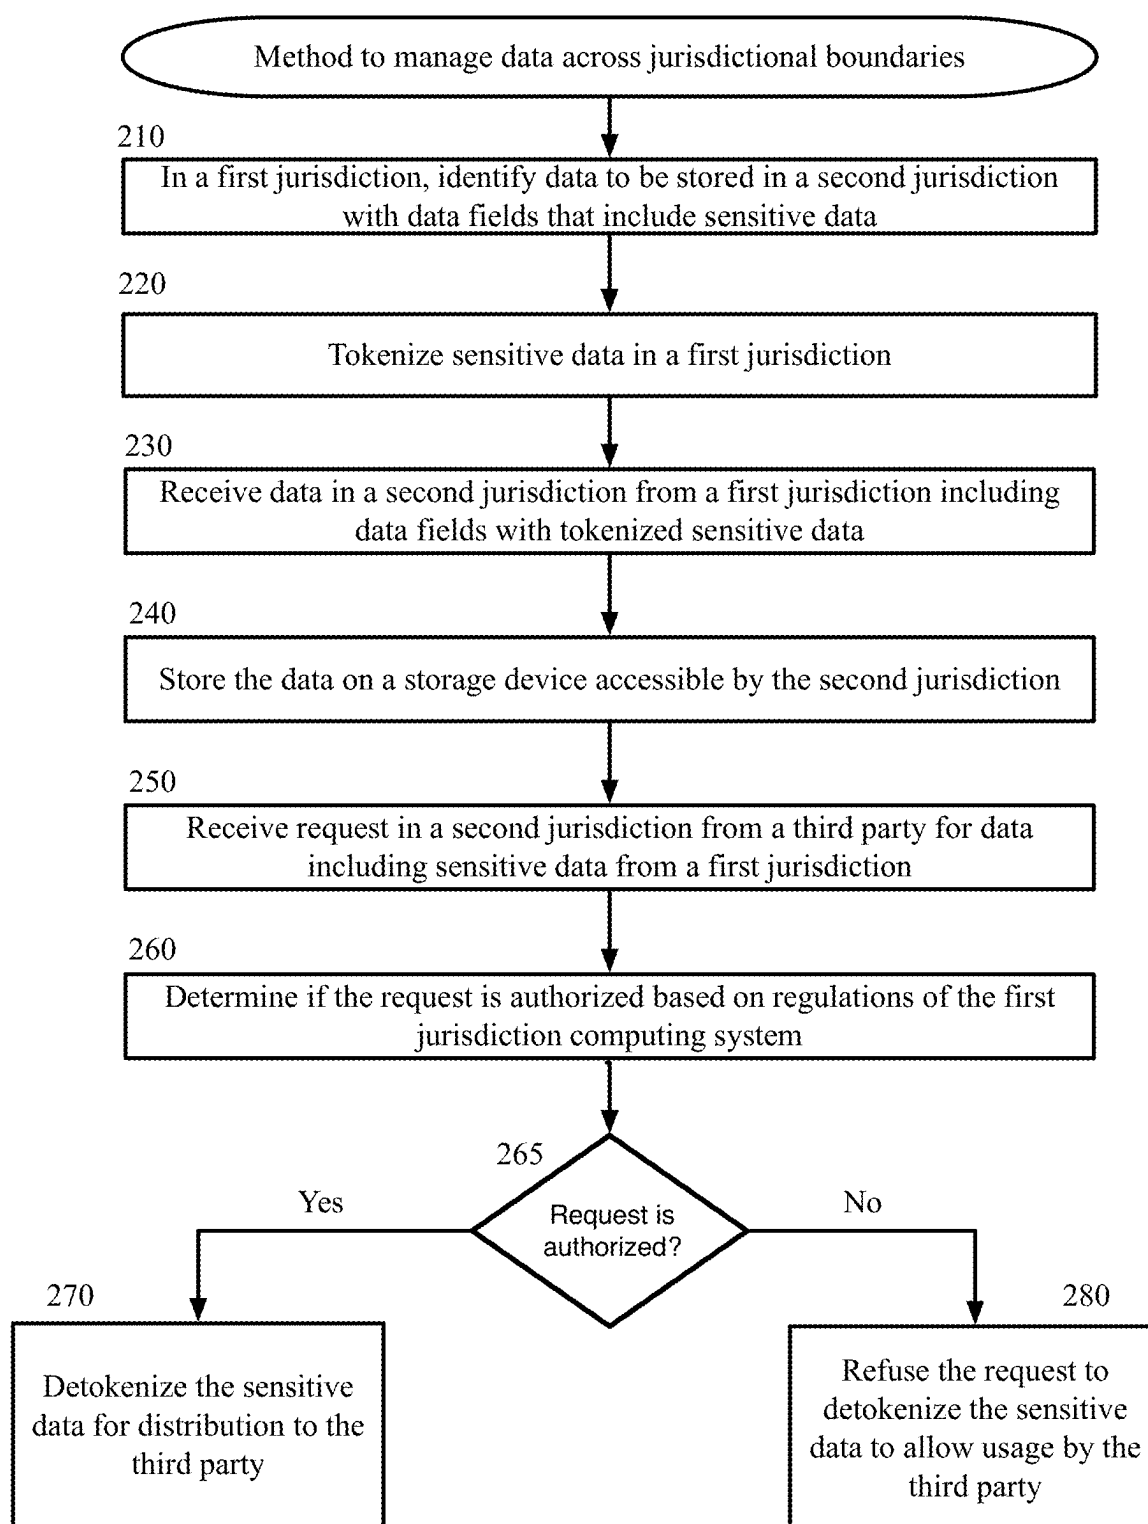 Method to manage data across jurisdictional boundaries
210
In a first jurisdiction, identify data to be stored in a second jurisdiction
with data fields that include sensitive data
220
Tokenize sensitive data in a first jurisdiction
230
Receive data in a second jurisdiction from a first jurisdiction including
data fields with tokenized sensitive data
240
Store the data on a storage device accessible by the second jurisdiction
250
Receive request in a second jurisdiction from a third party for data
including sensitive data from a first jurisdiction
260
Determine if the request is authorized based on regulations of the first
jurisdiction computing system
265
Request is
authorized?
Yes
No
270
Detokenize the sensitive
data for distribution to the
third party
280
Refuse the request to
detokenize the sensitive
data to allow usage by the
third party